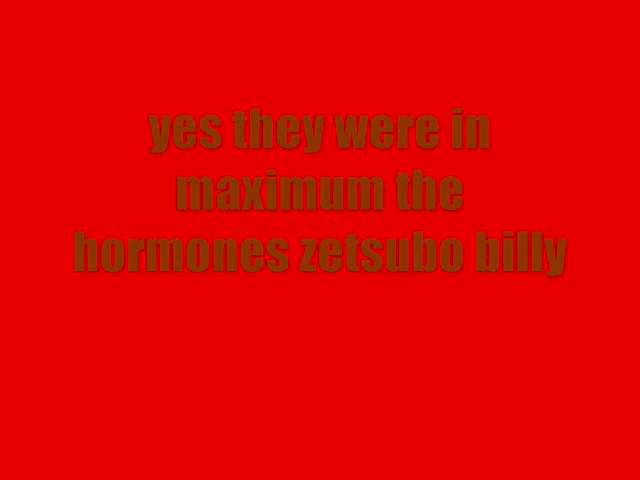 yes they were in
maximum the
hormones zetsubo billy